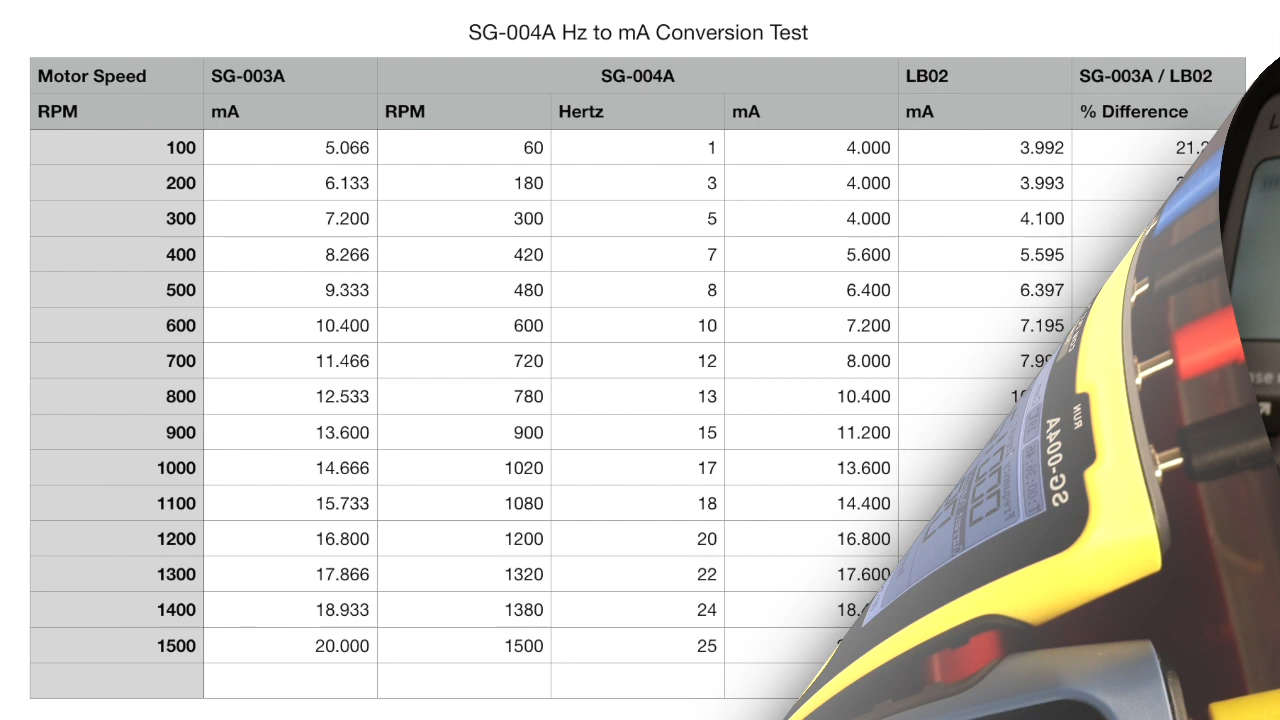 SG-004A Hz to mA Conversion Test
Motor Speed SG-003A SG-004A LB02 SG-003A / LB02
RPM mA RPM Hertz mA mA % Difference
100 5.066 60 1 4.000 3.992
200 6.133 180 3 4.000 3.993
300 7.200 300 5 4.000 4.100
400 8.266 420 7 5.600 5.595
500 9.333 480 8 6.400 6.397
600 10.400 600 10 7.200 7.195
700 11.466 720 12 8.000
800 12.533 780 13 10.400
900 13.600 900 15 11.200
1000 14.666 1020 17 13.600
1100 15.733 1080 18 14.400
1200 16.800 1200 20 16.800
1300 17.866 1320 22 17.600
1400 18.933 1380 24
1500 20.000 1500 25
RUN
SG-004A